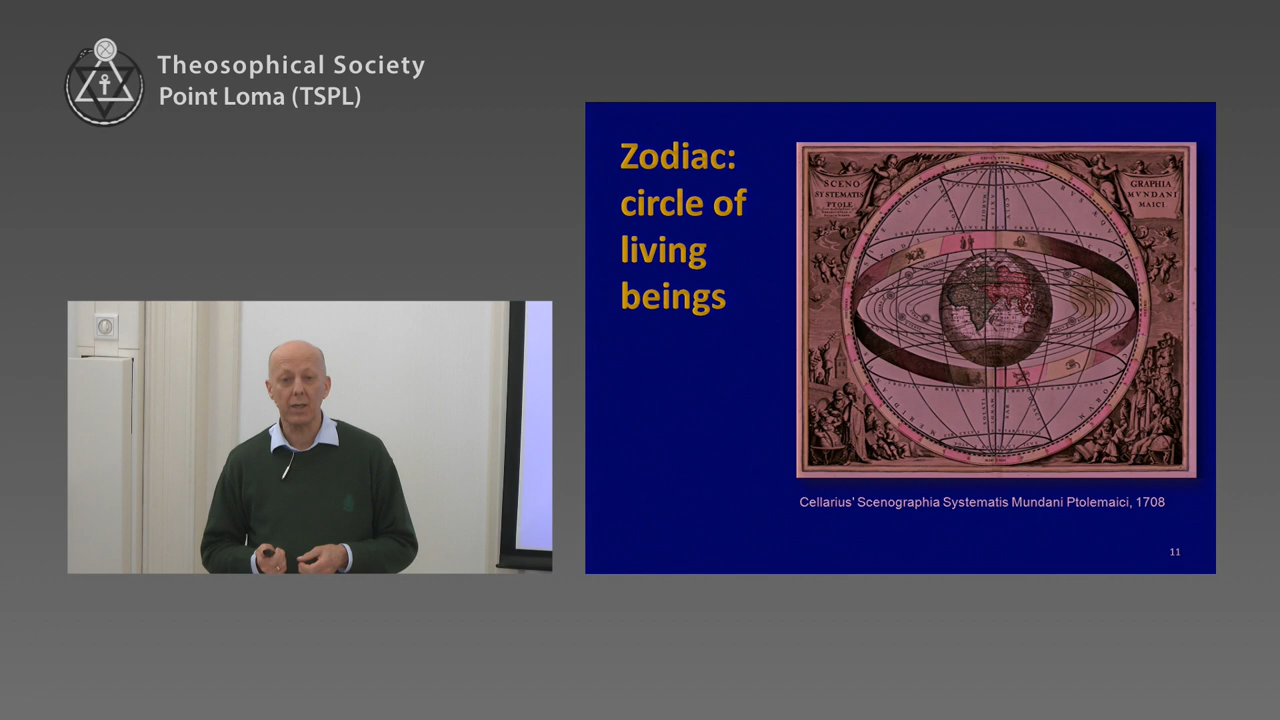 Theosophical Society
Point Loma (TSPL)
Zodiac:
circle of
living
beings
SCENO
SYSTEMATIS
PTOLE
GRAPHIA
MVNDANI
MAICI
Cellarius' Scenographia Systematis Mundani Ptolemaici, 1708
11